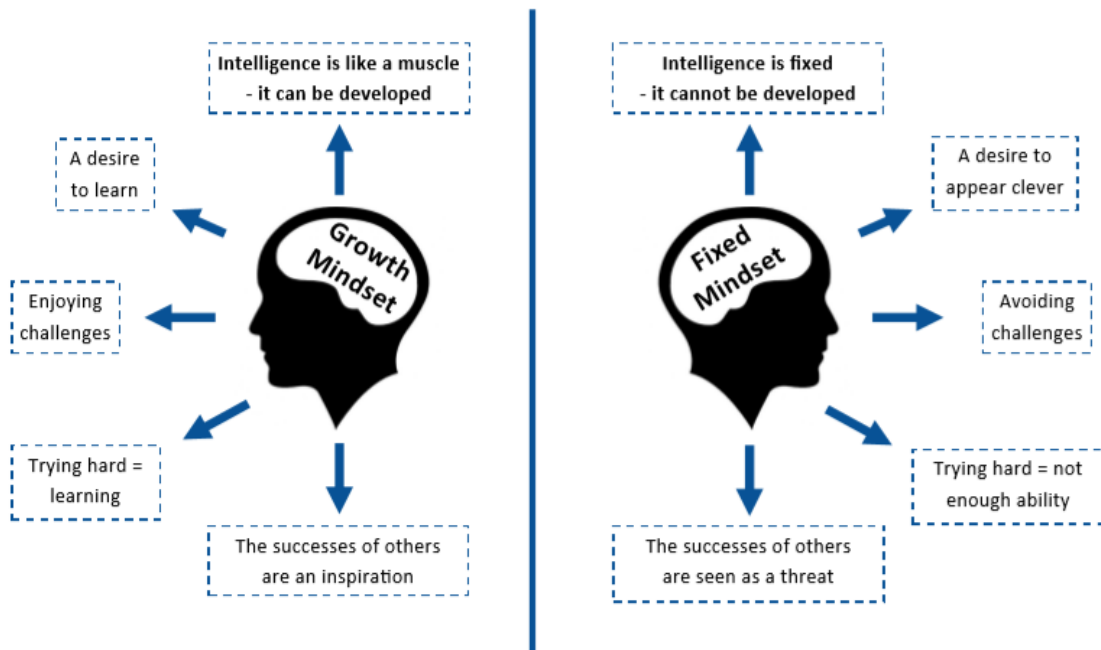 Intelligence is like a muscle
- it can be developed
A desire
to learn
Growth
Mindset
Enjoying
challenges
Trying hard =
learning
The successes of others
are an inspiration
Intelligence is fixed
- it cannot be developed
A desire to
appear clever
Fixed
Mindset
Avoiding
challenges
Trying hard = not
enough ability
The successes of others
are seen as a threat